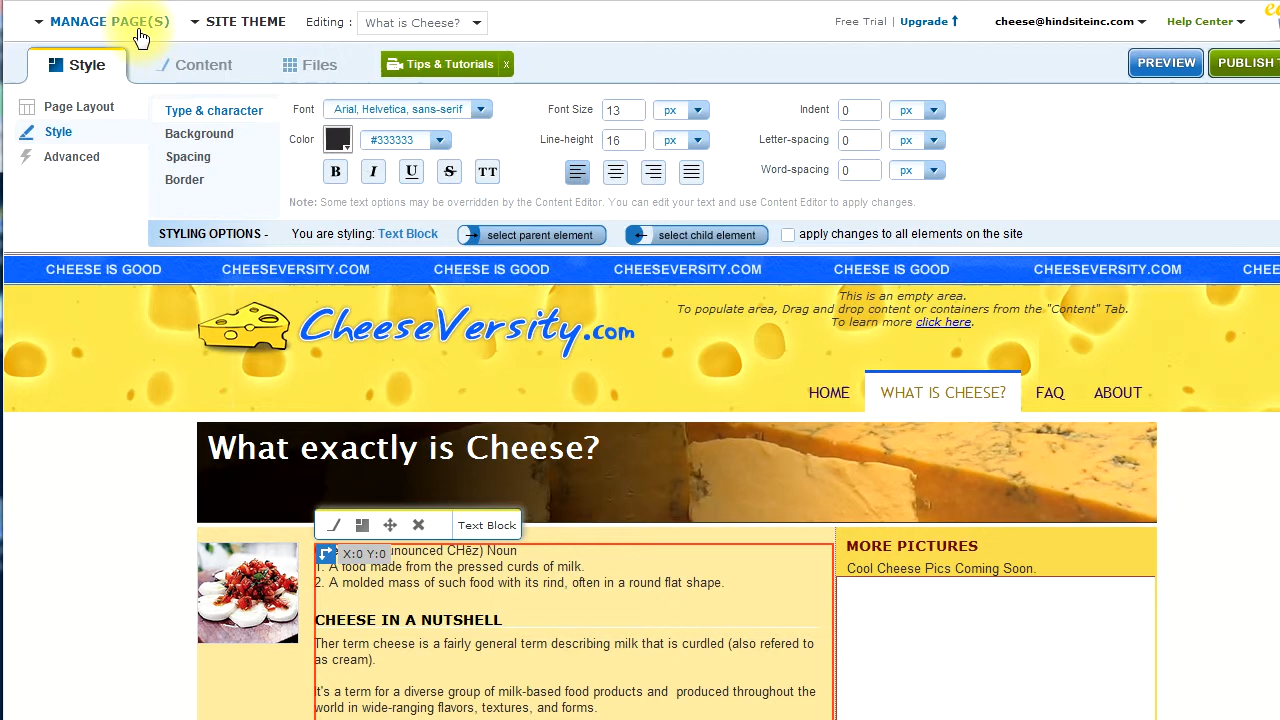 MANAGE PAGE(S) SITE THEME Editing : What is Cheese? Free Trial | Upgrade cheese@hindsiteinc.com Help Center
Style Content Files Tips & Tutorials x PREVIEW PUBLISH
Page Layout
Style
Advanced
Type & character
Background
Spacing
Border
Font Arial, Helvetica, sans-serif Font Size 13 px Indent 0 px
Color #333333 Line-height 16 px Letter-spacing 0 px
B I U S TT Word-spacing 0 px
Note: Some text options may be overridden by the Content Editor. You can edit your text and use Content Editor to apply changes.
STYLING OPTIONS - You are styling: Text Block select parent element select child element apply changes to all elements on the site
CHEESE IS GOOD CHEESEVERSITY.COM CHEESE IS GOOD CHEESEVERSITY.COM CHEESE IS GOOD CHEESEVERSITY.COM CHEE
This is an empty area.
To populate area, Drag and drop content or containers from the "Content" Tab.
To learn more click here.
CheeseVersity.com
HOME WHAT IS CHEESE? FAQ ABOUT
What exactly is Cheese?
Text Block
X:0 Y:0
nounced CHēz) Noun
1. A food made from the pressed curds of milk.
2. A molded mass of such food with its rind, often in a round flat shape.
CHEESE IN A NUTSHELL
Ther term cheese is a fairly general term describing milk that is curdled (also refered to
as cream).
It's a term for a diverse group of milk-based food products and produced throughout the
world in wide-ranging flavors, textures, and forms.
MORE PICTURES
Cool Cheese Pics Coming Soon.